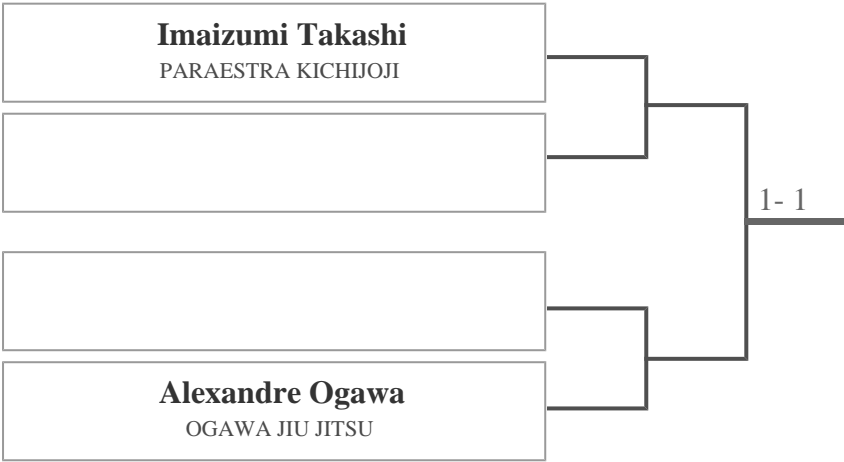 Imaizumi Takashi
PARAESTRA KICHIJOJI
1- 1
Alexandre Ogawa
OGAWA JIU JITSU